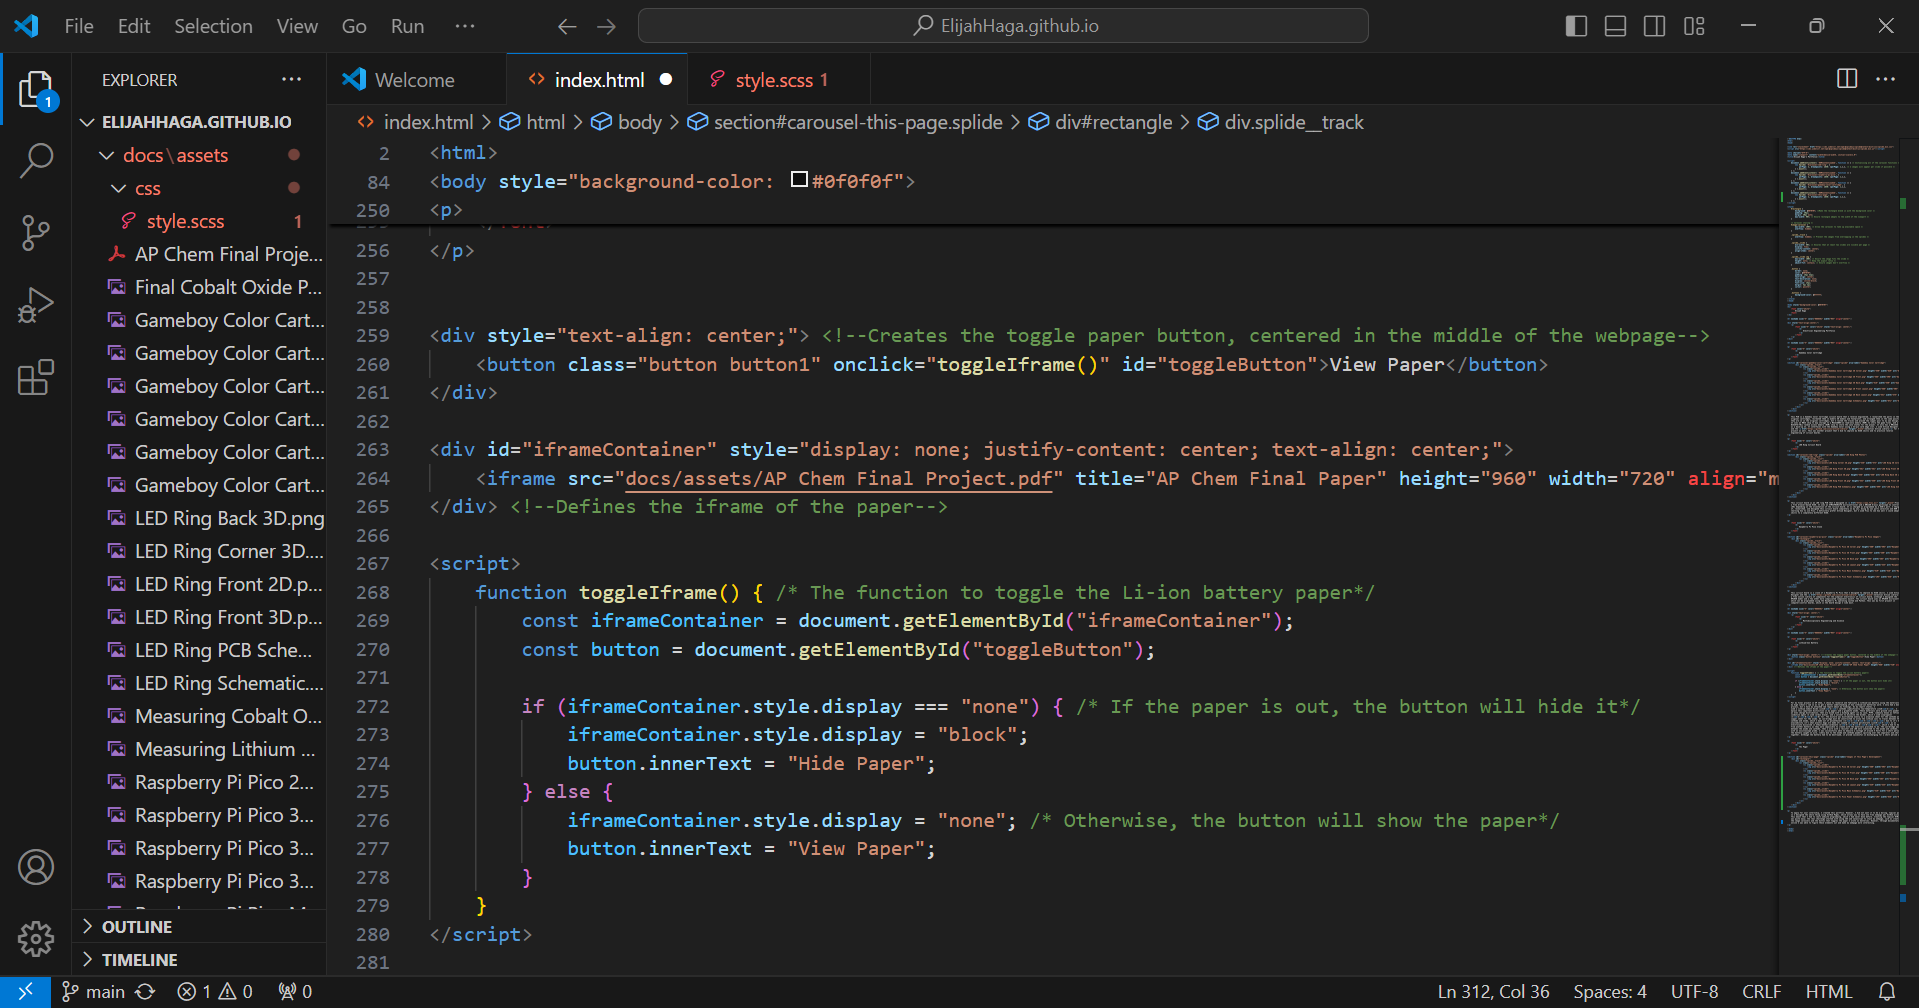 File Edit Selection View Go Run ··· ElijahHaga.github.io
EXPLORER ···
Welcome index.html style.scss 1
ELIJAHHAGA.GITHUB.IO
docs\assets
css
style.scss 1
AP Chem Final Proje...
Final Cobalt Oxide P...
Gameboy Color Cart...
Gameboy Color Cart...
Gameboy Color Cart...
Gameboy Color Cart...
Gameboy Color Cart...
Gameboy Color Cart...
LED Ring Back 3D.png
LED Ring Corner 3D....
LED Ring Front 2D.p...
LED Ring Front 3D.p...
LED Ring PCB Sche...
LED Ring Schematic....
Measuring Cobalt O...
Measuring Lithium ...
Raspberry Pi Pico 2...
Raspberry Pi Pico 3...
Raspberry Pi Pico 3...
Raspberry Pi Pico 3...
OUTLINE
TIMELINE
index.html > html > body > section#carousel-this-page.splide > div#rectangle > div.splide__track
2 <html>
84 <body style="background-color: #0f0f0f">
250 <p>
256 </p>
257
258
259 <div style="text-align: center;"> <!--Creates the toggle paper button, centered in the middle of the webpage-->
260 <button class="button button1" onclick="toggleIframe()" id="toggleButton">View Paper</button>
261 </div>
262
263 <div id="iframeContainer" style="display: none; justify-content: center; text-align: center;">
264 <iframe src="docs/assets/AP Chem Final Project.pdf" title="AP Chem Final Paper" height="960" width="720" align="m
265 </div> <!--Defines the iframe of the paper-->
266
267 <script>
268 function toggleIframe() { /* The function to toggle the Li-ion battery paper*/
269 const iframeContainer = document.getElementById("iframeContainer");
270 const button = document.getElementById("toggleButton");
271
272 if (iframeContainer.style.display === "none") { /* If the paper is out, the button will hide it*/
273 iframeContainer.style.display = "block";
274 button.innerText = "Hide Paper";
275 } else {
276 iframeContainer.style.display = "none"; /* Otherwise, the button will show the paper*/
277 button.innerText = "View Paper";
278 }
279 }
280 </script>
281
main 1 0 0 Ln 312, Col 36 Spaces: 4 UTF-8 CRLF HTML